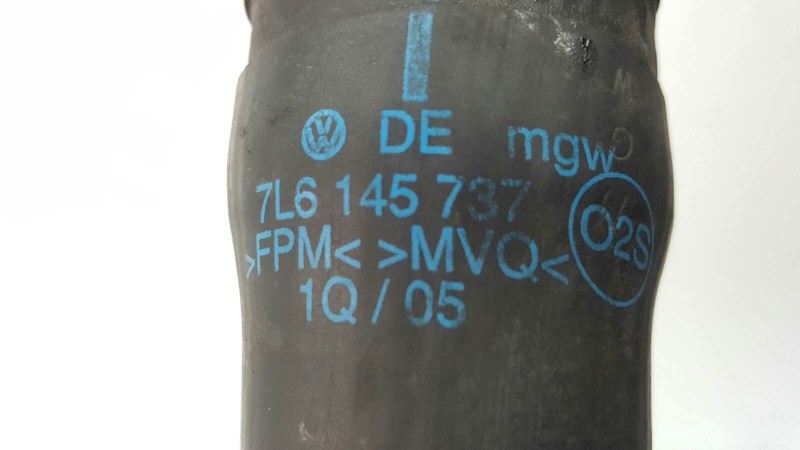 DE mgw
7L6 145 737
>FPM< >MVQ< O2S
1Q / 05